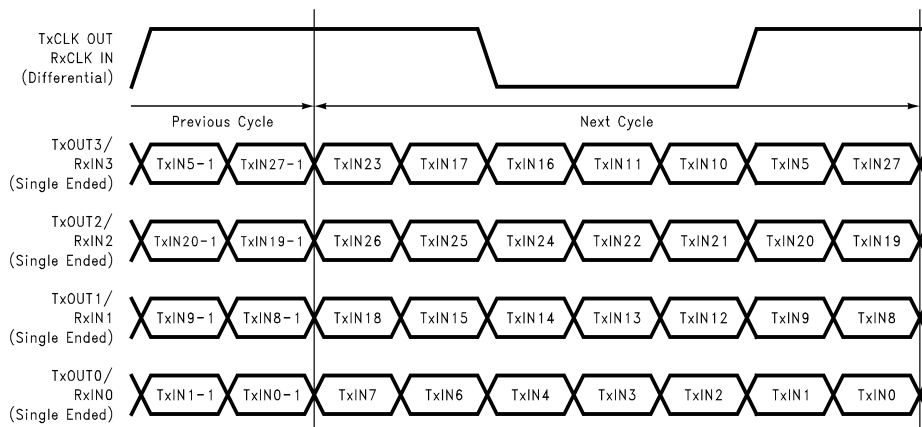 TxCLK OUT
RxCLK IN
(Differential)
Previous Cycle
Next Cycle
TxOUT3/
RxIN3
(Single Ended)
TxIN5-1 TxIN27-1 TxIN23 TxIN17 TxIN16 TxIN11 TxIN10 TxIN5 TxIN27
TxOUT2/
RxIN2
(Single Ended)
TxIN20-1 TxIN19-1 TxIN26 TxIN25 TxIN24 TxIN22 TxIN21 TxIN20 TxIN19
TxOUT1/
RxIN1
(Single Ended)
TxIN9-1 TxIN8-1 TxIN18 TxIN15 TxIN14 TxIN13 TxIN12 TxIN9 TxIN8
TxOUT0/
RxIN0
(Single Ended)
TxIN1-1 TxIN0-1 TxIN7 TxIN6 TxIN4 TxIN3 TxIN2 TxIN1 TxIN0